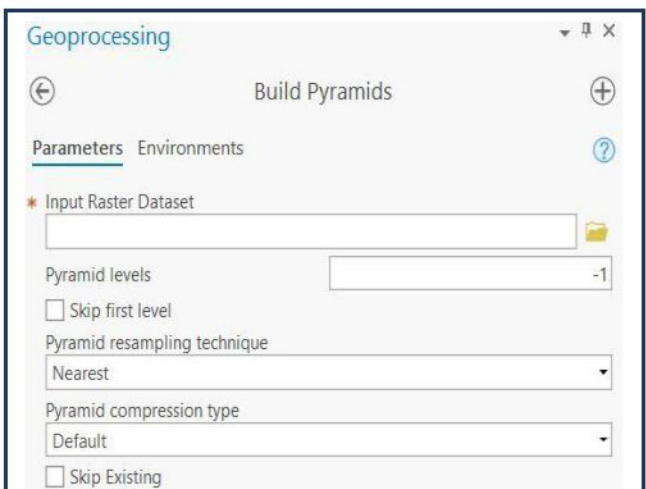 Geoprocessing
Build Pyramids
Parameters Environments
* Input Raster Dataset
Pyramid levels -1
Skip first level
Pyramid resampling technique
Nearest
Pyramid compression type
Default
Skip Existing